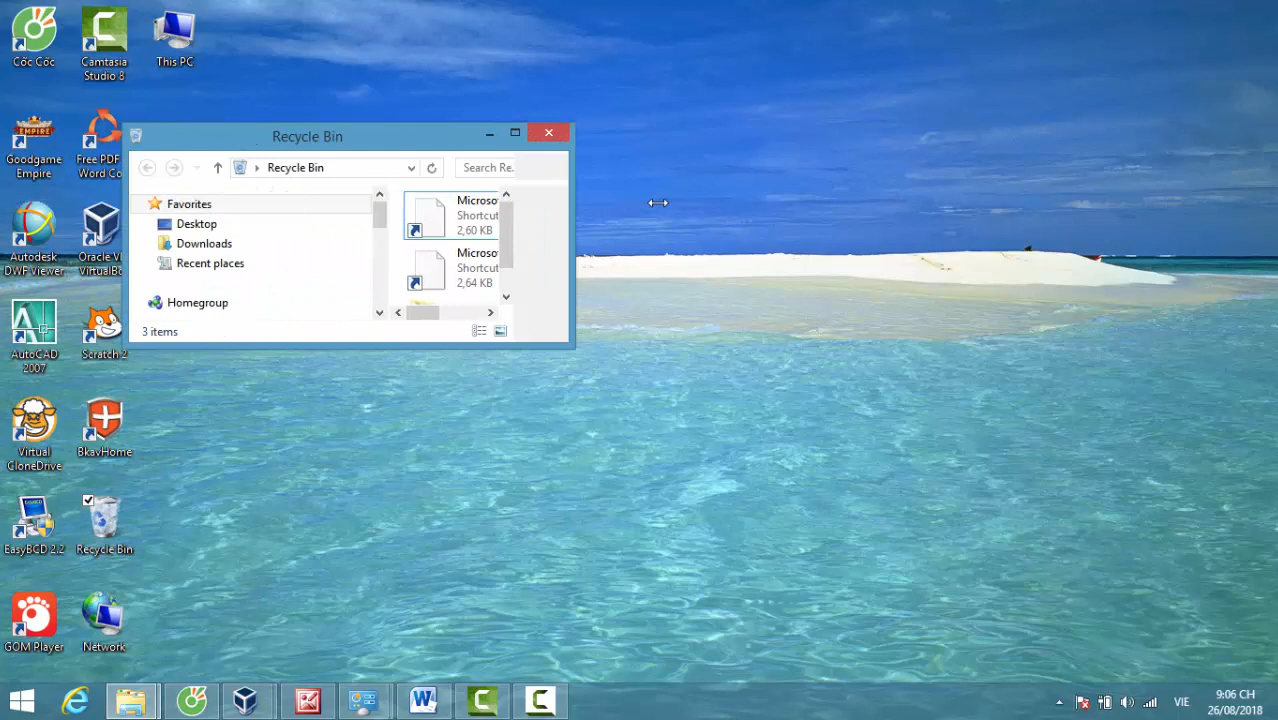 Cốc Cốc
Camtasia
Studio 8
This PC
EMPIRE
Goodgame
Empire
Free PDF
Word Co
Autodesk
DWF Viewer
Oracle VM
VirtualBo
AutoCAD
2007
Scratch 2
Virtual
CloneDrive
BkavHome
EasyBCD 2.2
Recycle Bin
GOM Player
Network
Recycle Bin
Recycle Bin
Search Re.
Favorites
Desktop
Downloads
Recent places
Homegroup
Microso
Shortcut
2,60 KB
Microso
Shortcut
2,64 KB
3 items
VIE
9:06 CH
26/08/2018